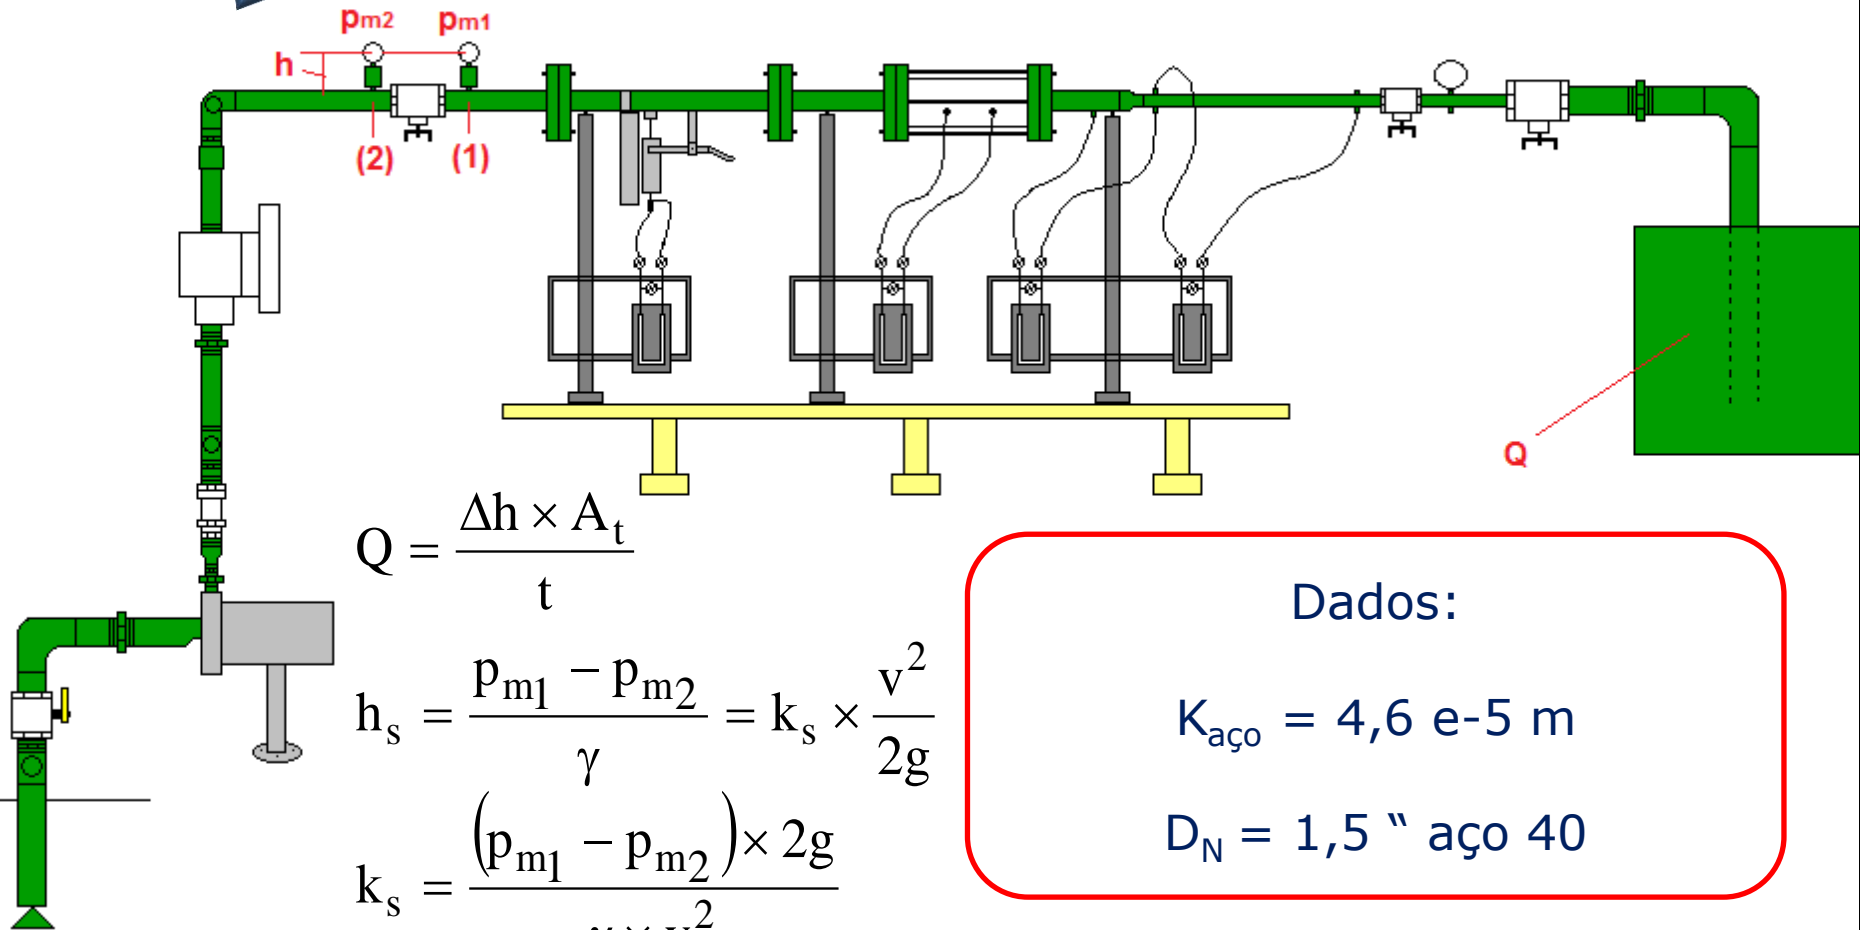 pm2 pm1
h
(2) (1)
Q
Q = Δh × At / t
hs = pm1 − pm2 / γ = ks × v² / 2g
ks = (pm1 − pm2) × 2g / γ × v²
Dados:
Kaço = 4,6 e-5 m
DN = 1,5 “ aço 40